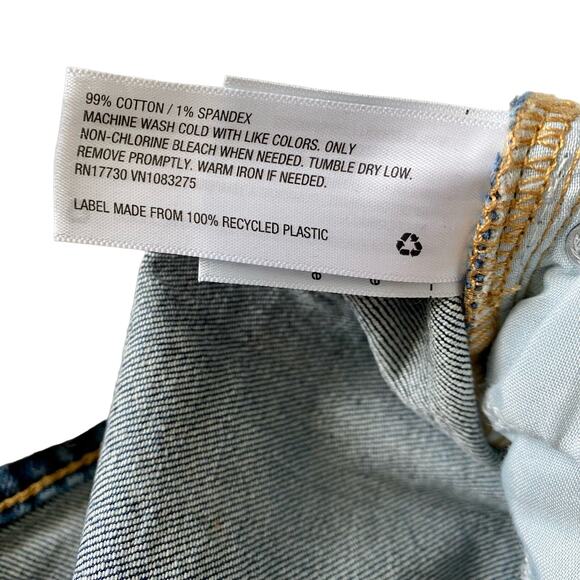 99% COTTON / 1% SPANDEX
MACHINE WASH COLD WITH LIKE COLORS. ONLY
NON-CHLORINE BLEACH WHEN NEEDED. TUMBLE DRY LOW.
REMOVE PROMPTLY. WARM IRON IF NEEDED.
RN17730 VN1083275
LABEL MADE FROM 100% RECYCLED PLASTIC